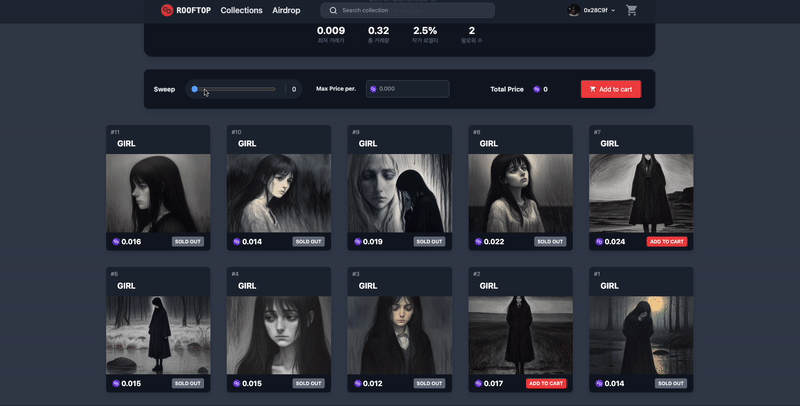 ROOFTOP Collections Airdrop Search collection 0x28C9f
0.009 0.32 2.5% 2
최저 거래가 총 거래량 작가 로열티 팔로워 수
Sweep 0 Max Price per. 0.000 Total Price 0 Add to cart
#11 #10 #9 #8 #7
GIRL GIRL GIRL GIRL GIRL
0.016 SOLD OUT 0.014 SOLD OUT 0.019 SOLD OUT 0.022 SOLD OUT 0.024 ADD TO CART
#6 #4 #3 #2 #1
GIRL GIRL GIRL GIRL GIRL
0.015 SOLD OUT 0.015 SOLD OUT 0.012 SOLD OUT 0.017 ADD TO CART 0.014 SOLD OUT